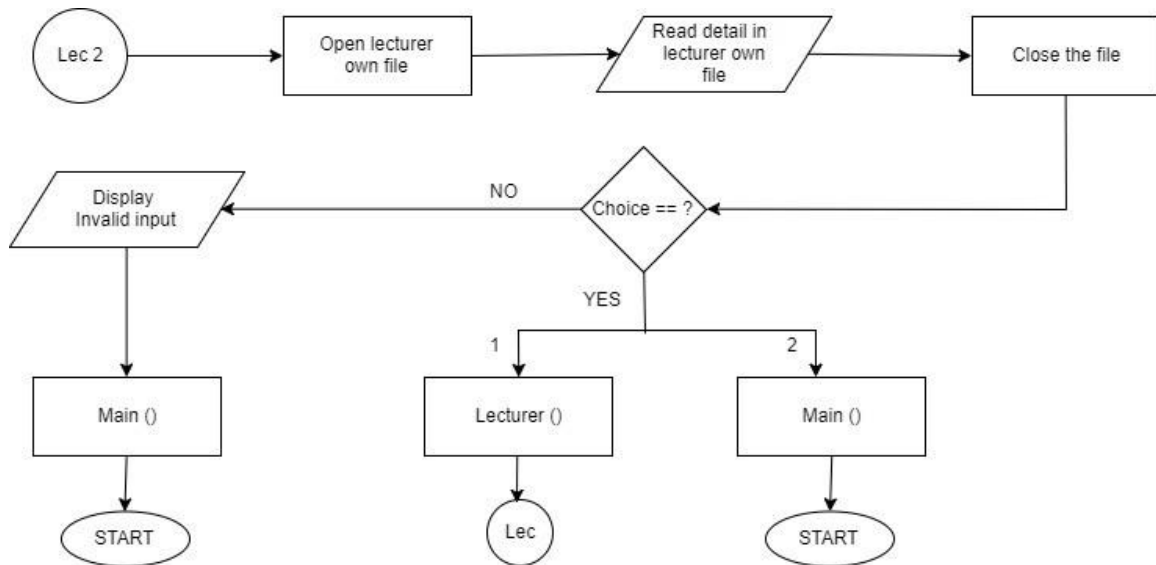 Lec 2
Open lecturer
own file
Read detail in
lecturer own
file
Close the file
Display
Invalid input
NO
Choice == ?
YES
1
2
Main ()
Lecturer ()
Main ()
START
Lec
START